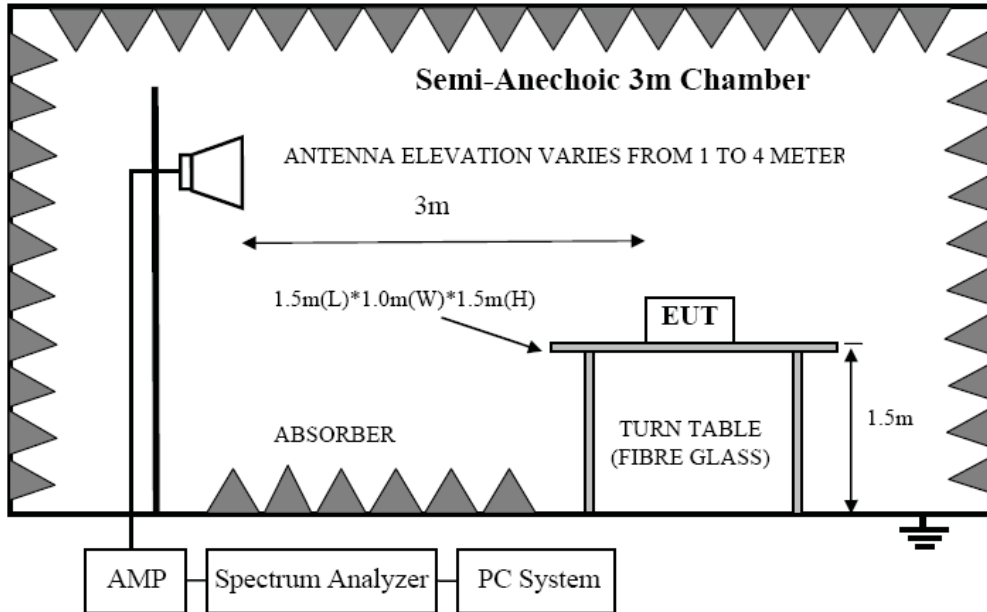 Semi-Anechoic 3m Chamber
ANTENNA ELEVATION VARIES FROM 1 TO 4 METER
3m
1.5m(L)*1.0m(W)*1.5m(H)
EUT
1.5m
ABSORBER
TURN TABLE
(FIBRE GLASS)
AMP
Spectrum Analyzer
PC System